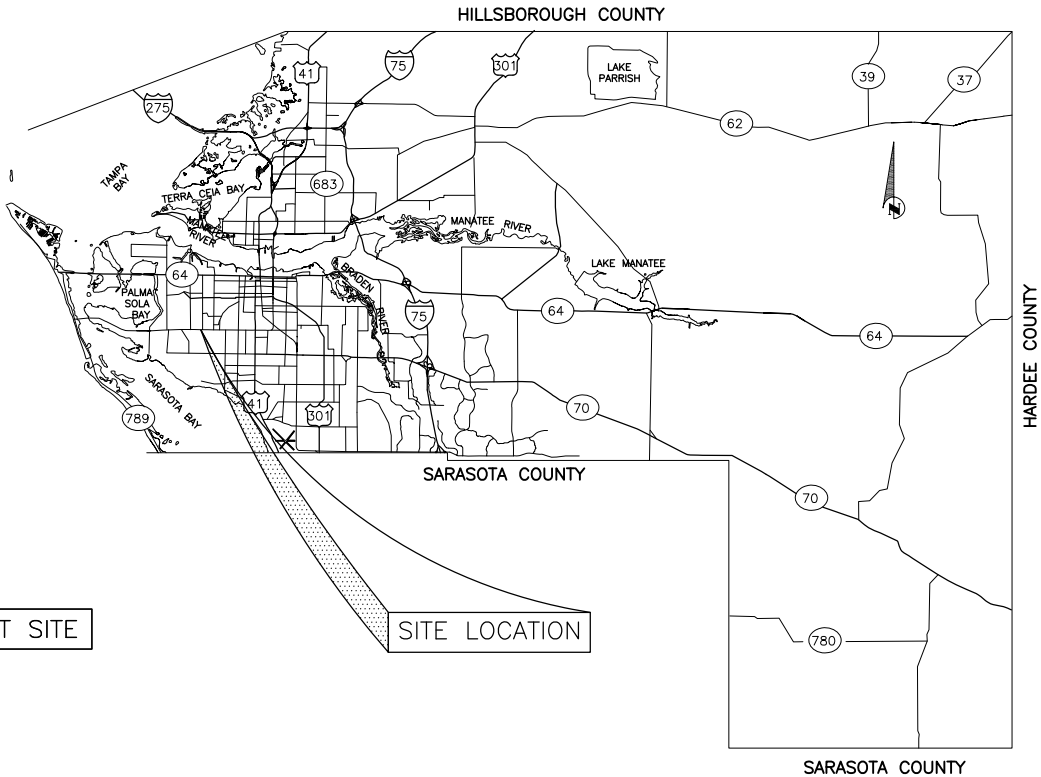 HILLSBOROUGH COUNTY
41
75
301
LAKE
PARRISH
39
37
275
62
TAMPA
BAY
TERRA CEIA BAY
683
N
MANATEE
RIVER
MANATEE RIVER
64
BRADEN
RIVER
LAKE MANATEE
PALMA
SOLA
BAY
75
64
64
HARDEE COUNTY
SARASOTA BAY
789
41
301
70
SARASOTA COUNTY
70
T SITE
SITE LOCATION
780
SARASOTA COUNTY